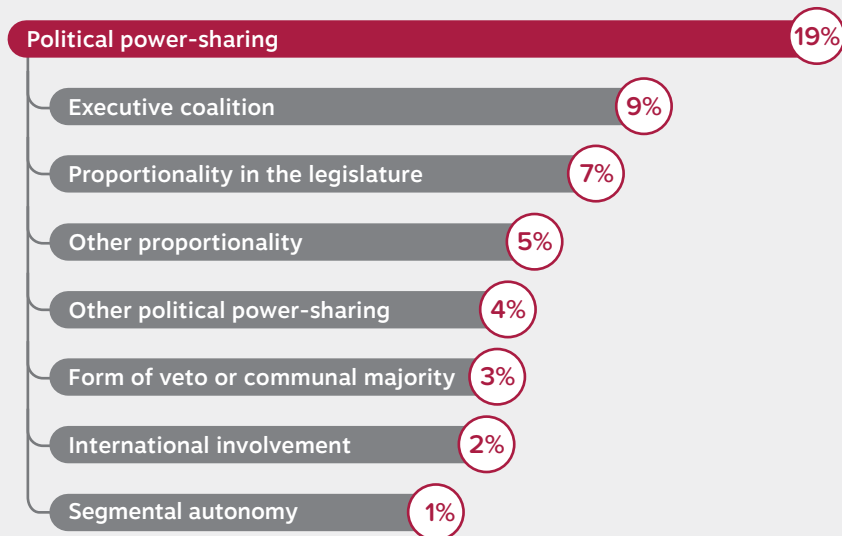 Political power-sharing 19%
Executive coalition 9%
Proportionality in the legislature 7%
Other proportionality 5%
Other political power-sharing 4%
Form of veto or communal majority 3%
International involvement 2%
Segmental autonomy 1%